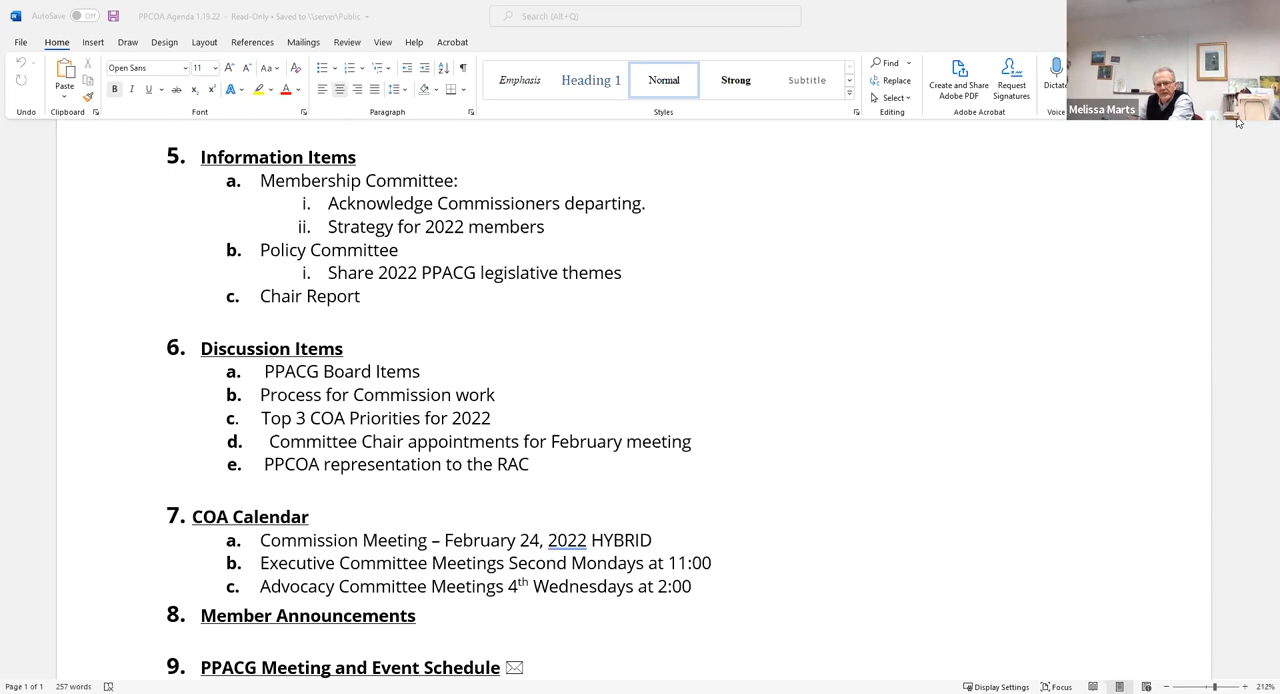 AutoSave Off PPCOA Agenda 1.19.22 - Read-Only • Saved to \\server\Public Search (Alt+Q)
File Home Insert Draw Design Layout References Mailings Review View Help Acrobat
Open Sans 11 A A Aa A Emphasis Heading 1 Normal Strong Subtitle Find
Paste B I U ab x₂ x² A A Replace Create and Share Adobe PDF Request Signatures Dictate
Select
Undo Clipboard Font Paragraph Styles Editing Adobe Acrobat Voice
Melissa Marts
5. Information Items
a. Membership Committee:
i. Acknowledge Commissioners departing.
ii. Strategy for 2022 members
b. Policy Committee
i. Share 2022 PPACG legislative themes
c. Chair Report
6. Discussion Items
a. PPACG Board Items
b. Process for Commission work
c. Top 3 COA Priorities for 2022
d. Committee Chair appointments for February meeting
e. PPCOA representation to the RAC
7. COA Calendar
a. Commission Meeting – February 24, 2022 HYBRID
b. Executive Committee Meetings Second Mondays at 11:00
c. Advocacy Committee Meetings 4th Wednesdays at 2:00
8. Member Announcements
9. PPACG Meeting and Event Schedule
Page 1 of 1 257 words Display Settings Focus 212%